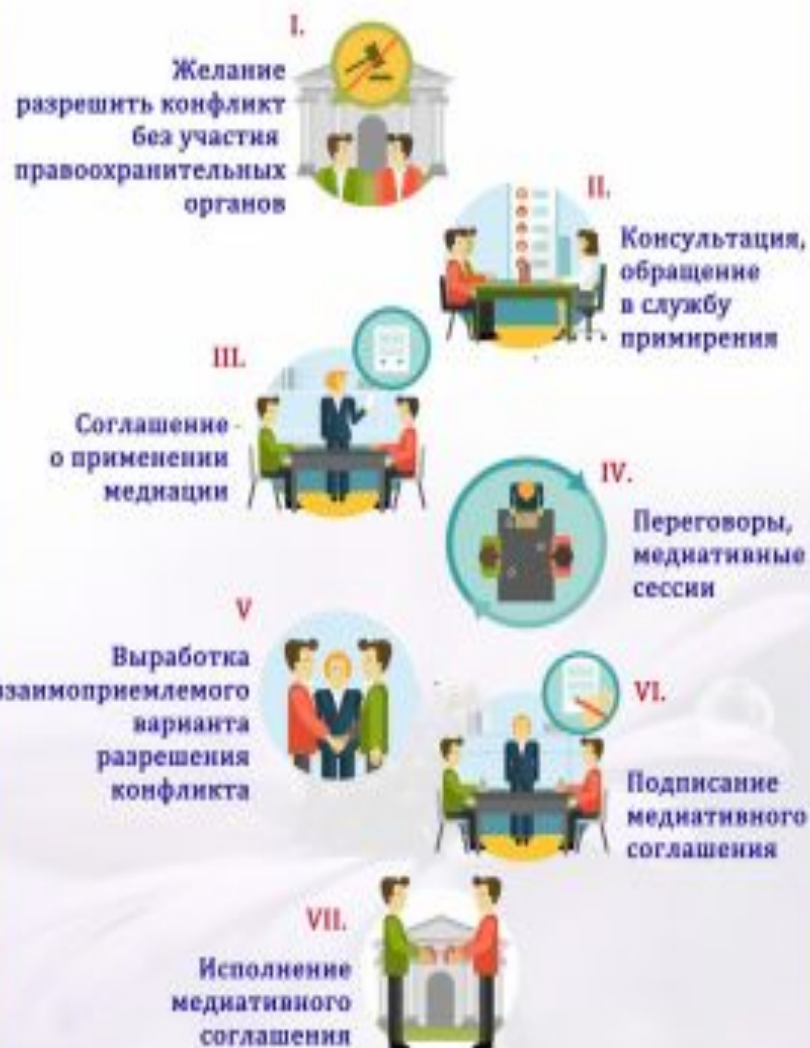 I.
Желание
разрешить конфликт
без участия
правоохранительных
органов
II.
Консультация,
обращение
в службу
примирения
III.
Соглашение -
о применении
медиации
IV.
Переговоры,
медиативные
сессии
V
Выработка
взаимоприемлемого
варианта
разрешения
конфликта
VI.
Подписание
медиативного
соглашения
VII.
Исполнение
медиативного
соглашения